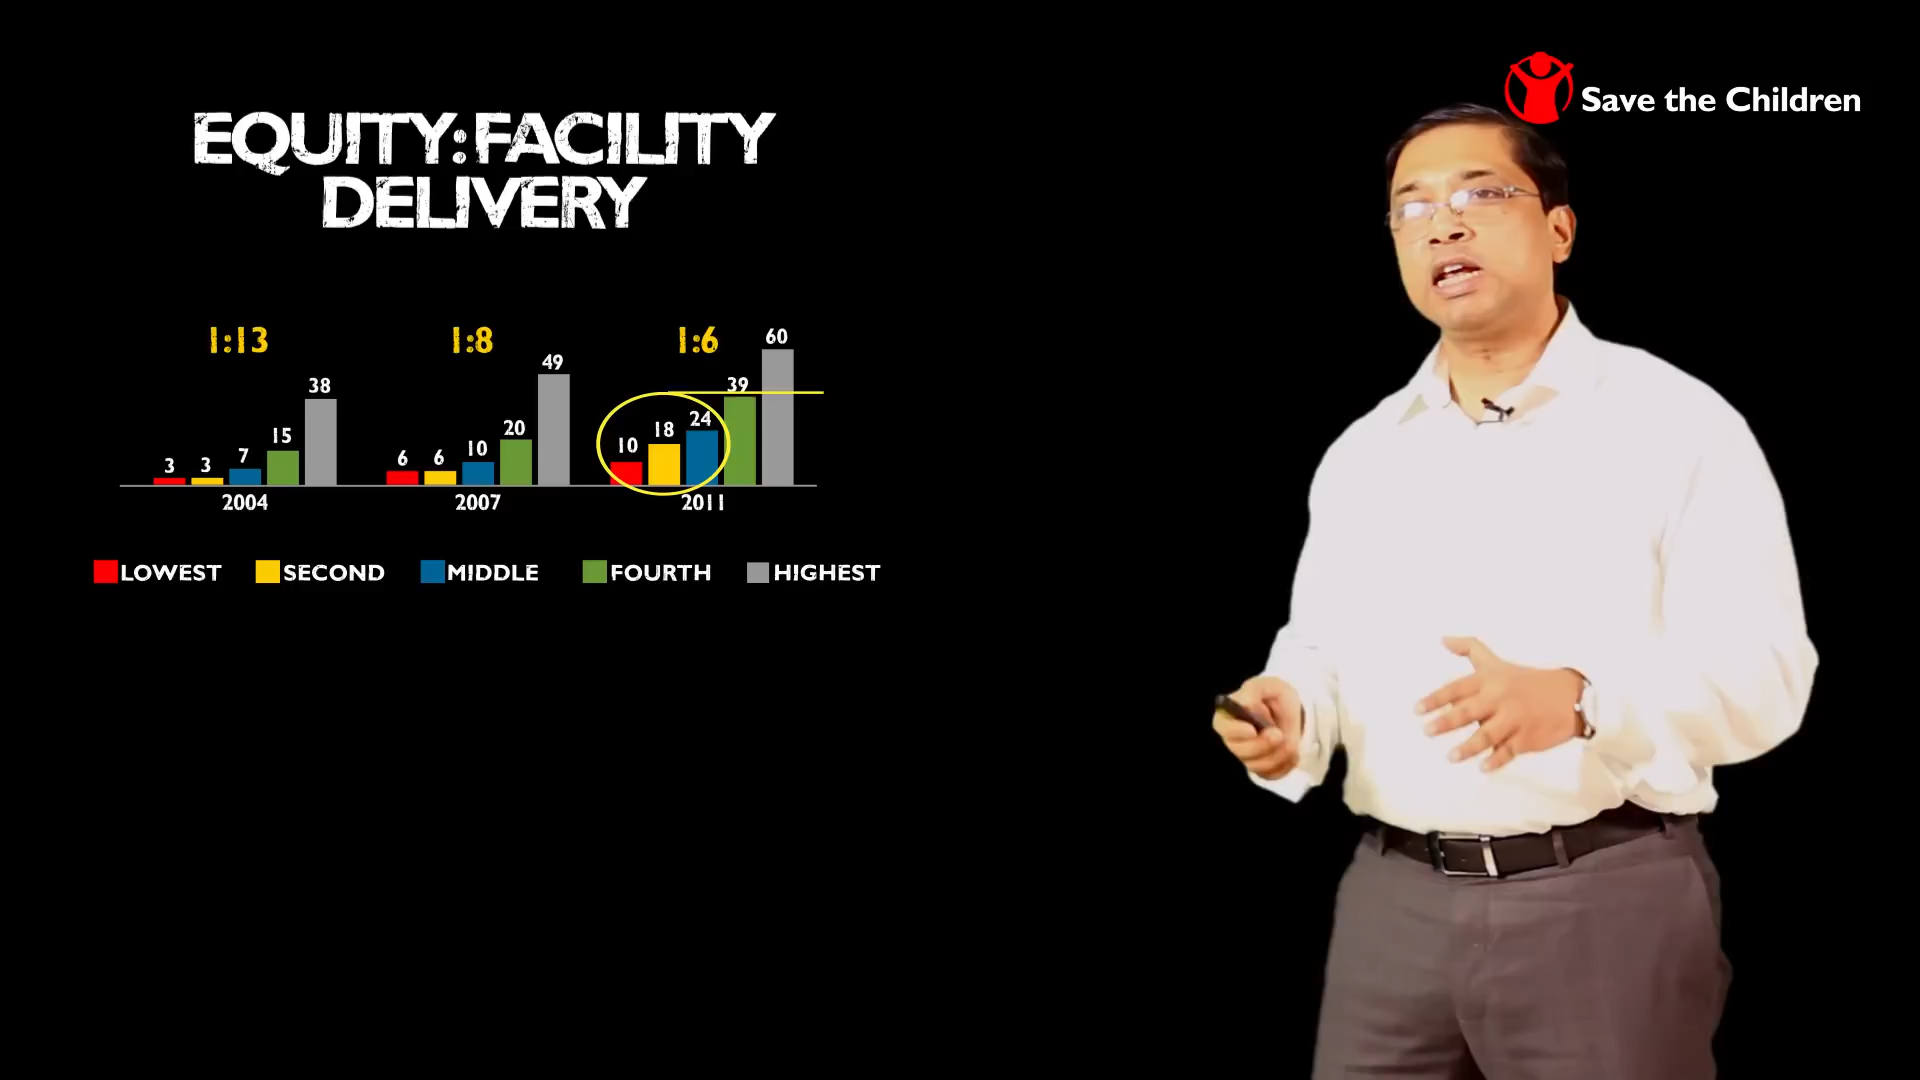 Save the Children
EQUITY: FACILITY
DELIVERY
1:13
1:8
1:6
3
3
7
15
38
6
6
10
20
49
10
18
24
39
60
2004
2007
2011
LOWEST
SECOND
MIDDLE
FOURTH
HIGHEST